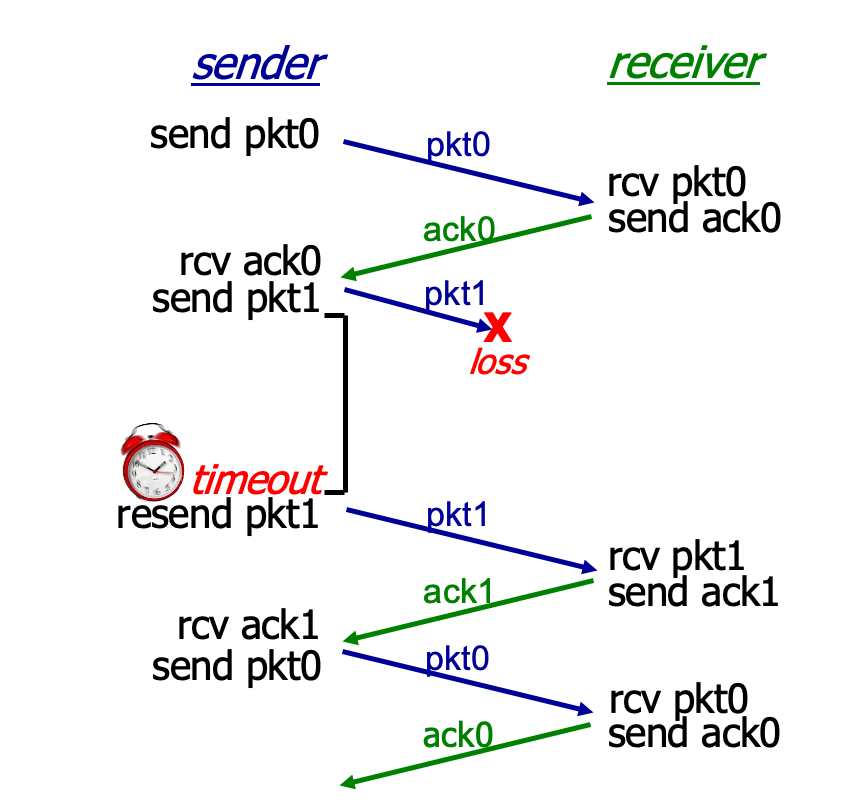 sender
receiver
send pkt0
pkt0
rcv pkt0
send ack0
ack0
rcv ack0
send pkt1
pkt1
X
loss
timeout
resend pkt1
pkt1
rcv pkt1
send ack1
ack1
rcv ack1
send pkt0
pkt0
rcv pkt0
send ack0
ack0